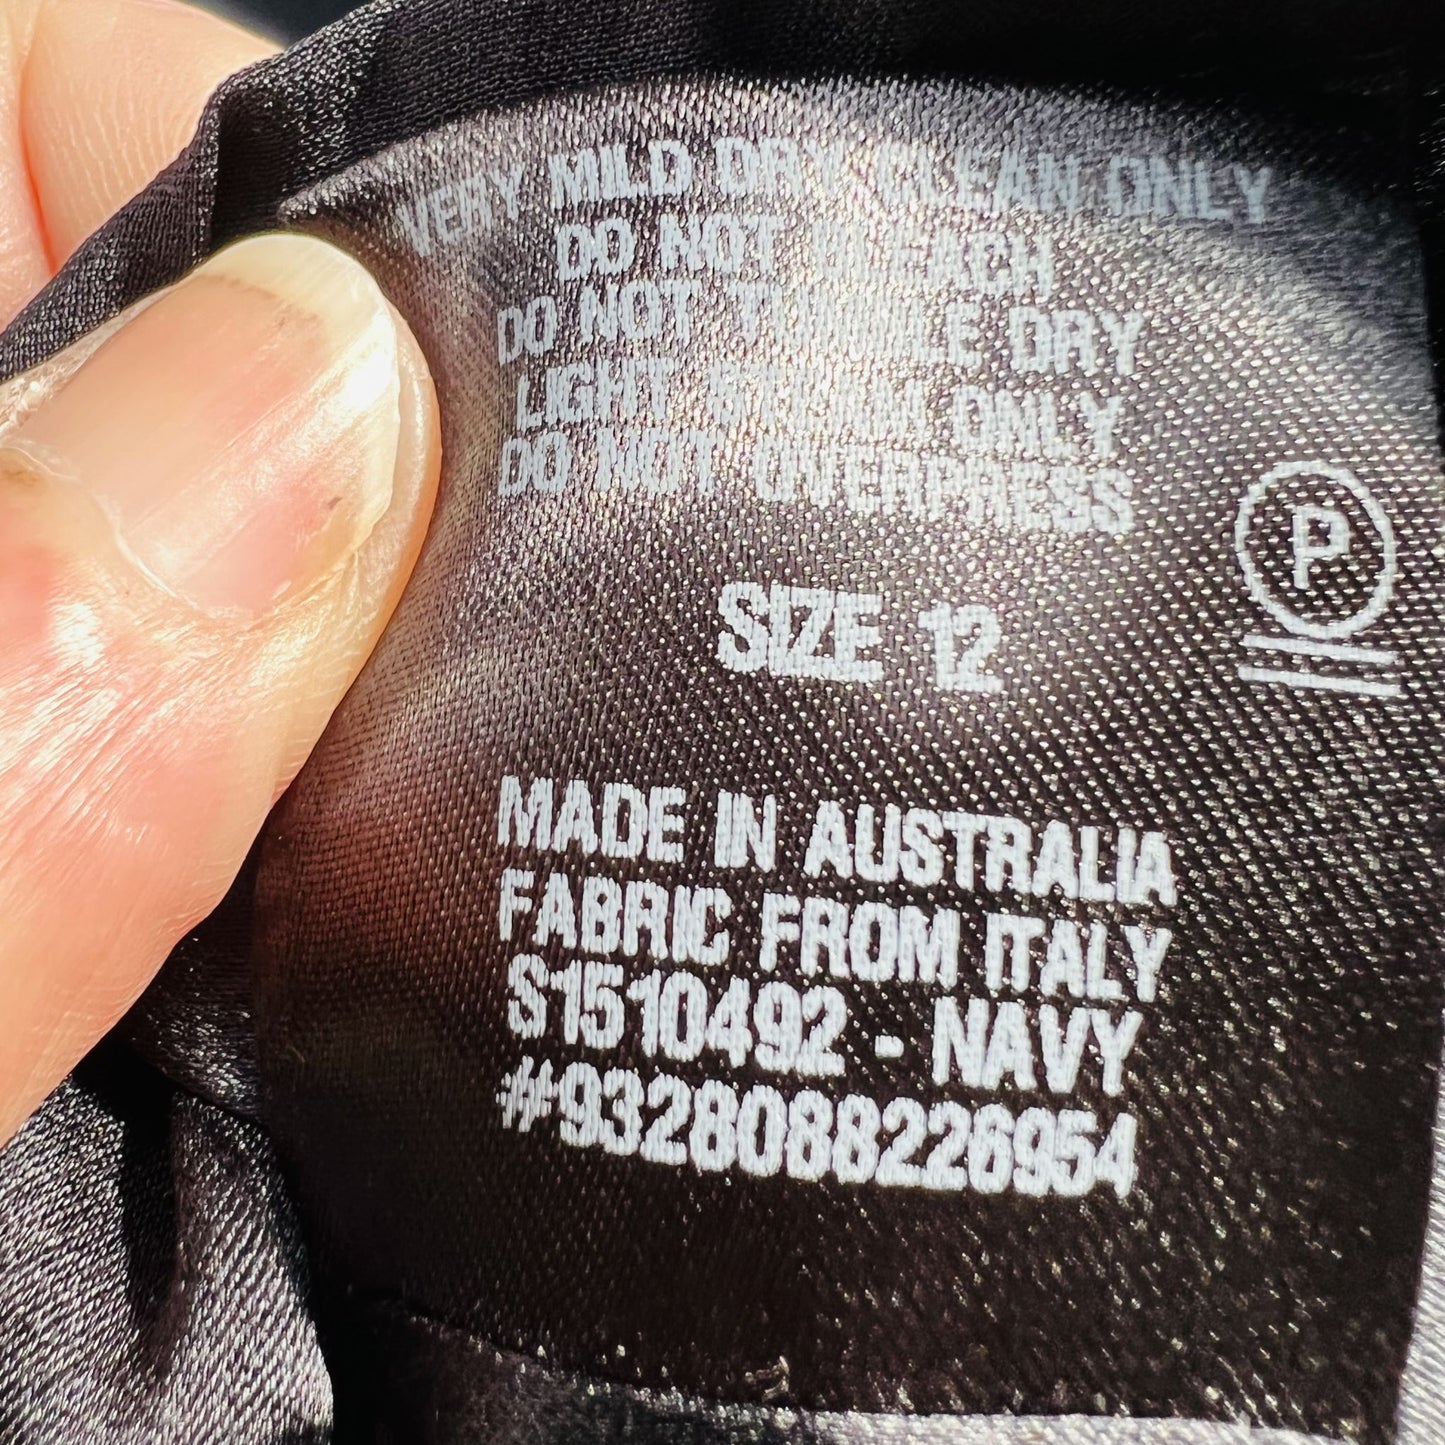 VERY MILD DRY CLEAN ONLY
DO NOT BLEACH
DO NOT TUMBLE DRY
LIGHT STEAM ONLY
DO NOT OVERPRESS
P
SIZE 12
MADE IN AUSTRALIA
FABRIC FROM ITALY
S1510492 - NAVY
#9328088226954